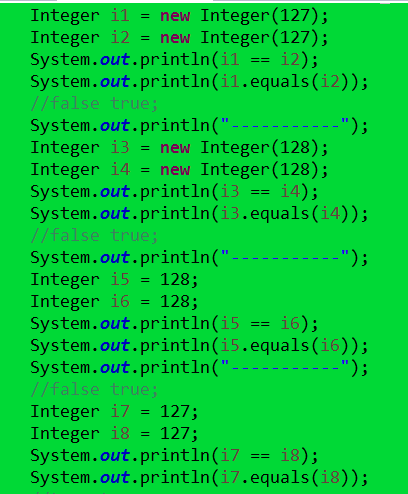 Integer i1 = new Integer(127);
Integer i2 = new Integer(127);
System.out.println(i1 == i2);
System.out.println(i1.equals(i2));
//false true;
System.out.println("-----------");
Integer i3 = new Integer(128);
Integer i4 = new Integer(128);
System.out.println(i3 == i4);
System.out.println(i3.equals(i4));
//false true;
System.out.println("-----------");
Integer i5 = 128;
Integer i6 = 128;
System.out.println(i5 == i6);
System.out.println(i5.equals(i6));
System.out.println("-----------");
//false true;
Integer i7 = 127;
Integer i8 = 127;
System.out.println(i7 == i8);
System.out.println(i7.equals(i8));